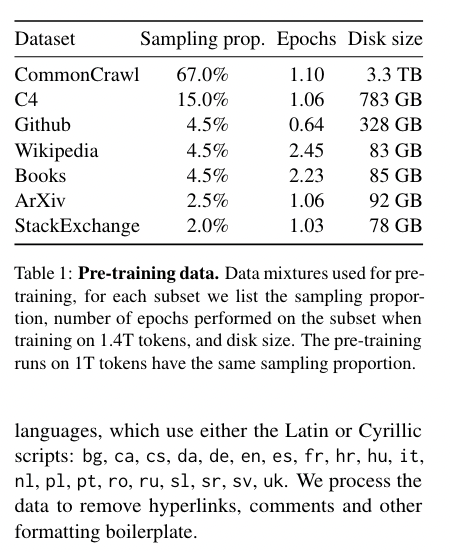 Dataset Sampling prop. Epochs Disk size
CommonCrawl 67.0% 1.10 3.3 TB
C4 15.0% 1.06 783 GB
Github 4.5% 0.64 328 GB
Wikipedia 4.5% 2.45 83 GB
Books 4.5% 2.23 85 GB
ArXiv 2.5% 1.06 92 GB
StackExchange 2.0% 1.03 78 GB
Table 1: Pre-training data. Data mixtures used for pre-
training, for each subset we list the sampling propor-
tion, number of epochs performed on the subset when
training on 1.4T tokens, and disk size. The pre-training
runs on 1T tokens have the same sampling proportion.
languages, which use either the Latin or Cyrillic
scripts: bg, ca, cs, da, de, en, es, fr, hr, hu, it,
nl, pl, pt, ro, ru, sl, sr, sv, uk. We process the
data to remove hyperlinks, comments and other
formatting boilerplate.